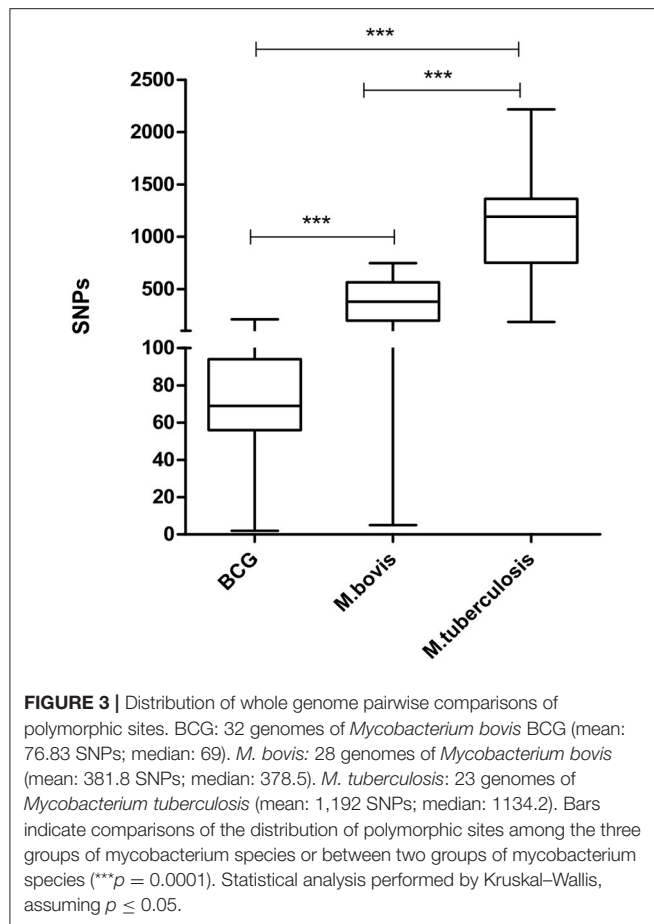 ***
***
***
2500
2000
1500
1000
500
100
80
60
40
20
0
SNPs
BCG
M.bovis
M.tuberculosis
FIGURE 3 | Distribution of whole genome pairwise comparisons of
polymorphic sites. BCG: 32 genomes of Mycobacterium bovis BCG (mean:
76.83 SNPs; median: 69). M. bovis: 28 genomes of Mycobacterium bovis
(mean: 381.8 SNPs; median: 378.5). M. tuberculosis: 23 genomes of
Mycobacterium tuberculosis (mean: 1,192 SNPs; median: 1134.2). Bars
indicate comparisons of the distribution of polymorphic sites among the three
groups of mycobacterium species or between two groups of mycobacterium
species (***p = 0.0001). Statistical analysis performed by Kruskal–Wallis,
assuming p ≤ 0.05.